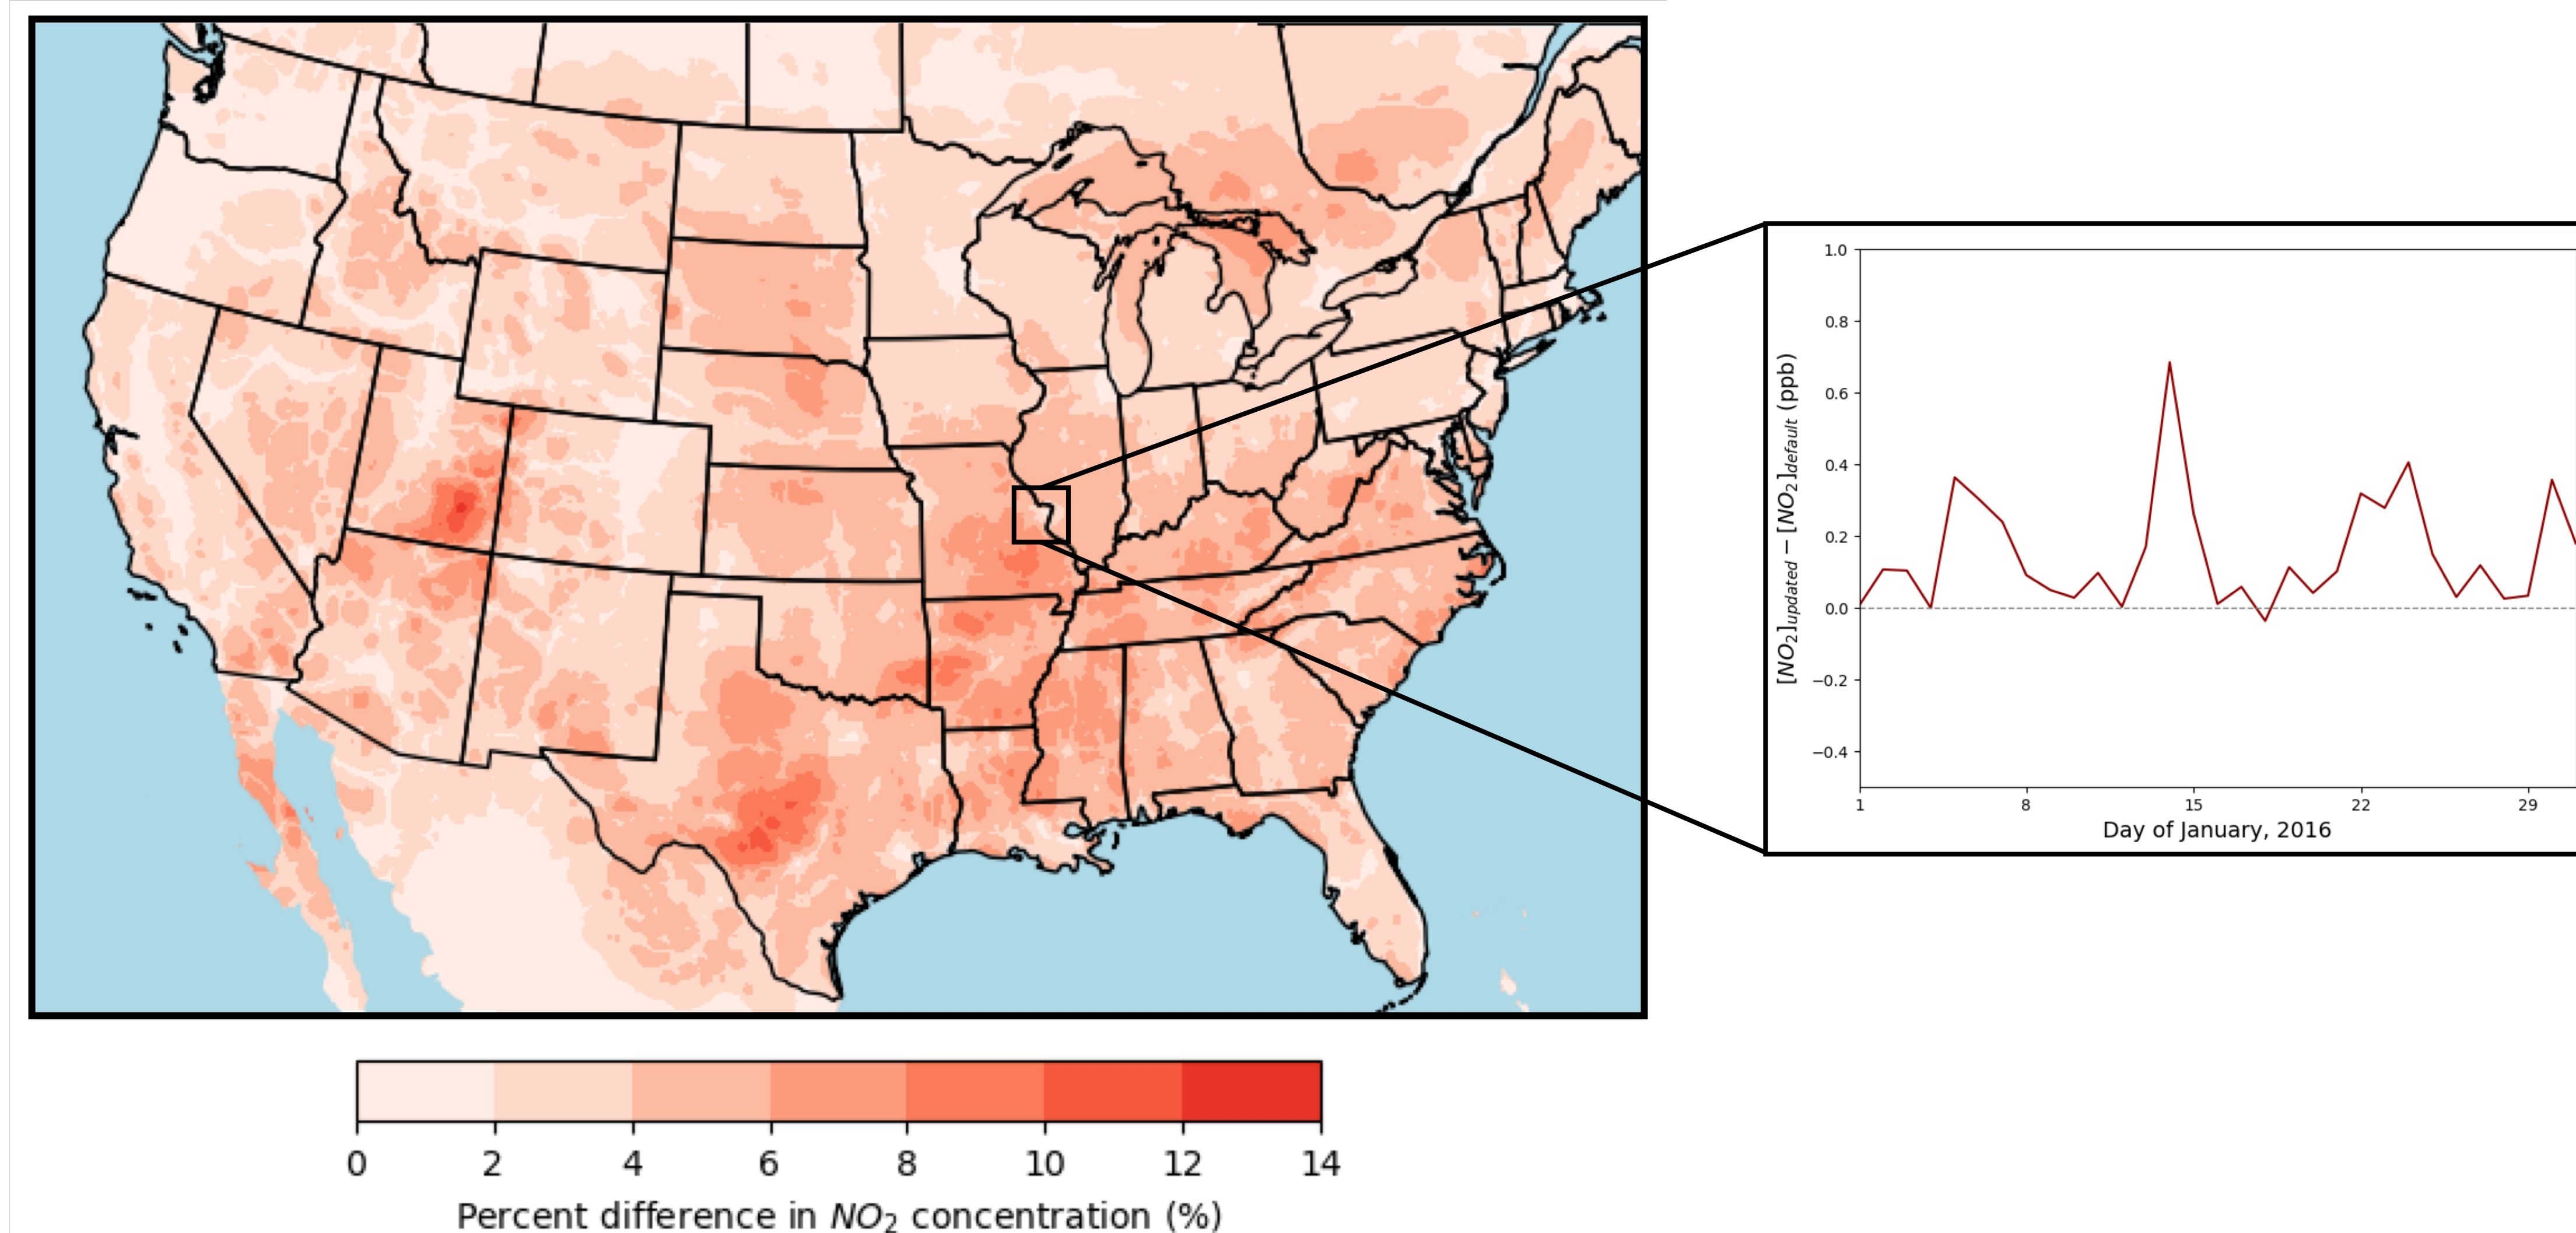 1.0
0.8
0.6
0.4
0.2
0.0
−0.2
−0.4
[NO2]updated − [NO2]default (ppb)
1 8 15 22 29
Day of January, 2016
0 2 4 6 8 10 12 14
Percent difference in NO2 concentration (%)